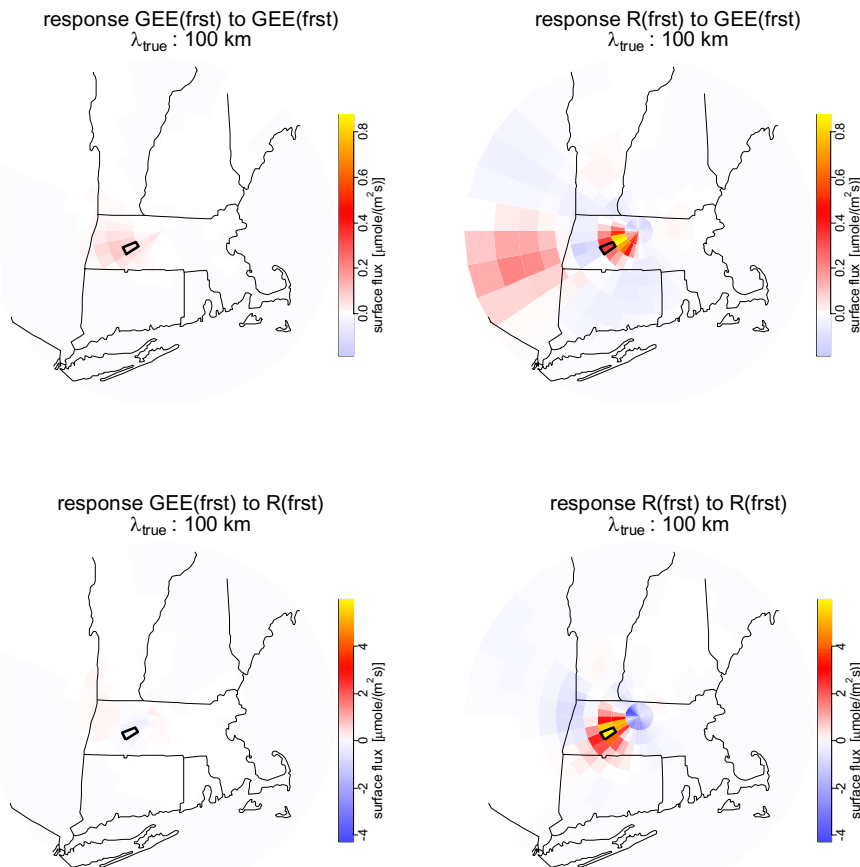 response GEE(frst) to GEE(frst)
λtrue : 100 km
0.0 0.2 0.4 0.6 0.8
surface flux [μmole/(m²s)]
response R(frst) to GEE(frst)
λtrue : 100 km
0.0 0.2 0.4 0.6 0.8
surface flux [μmole/(m²s)]
response GEE(frst) to R(frst)
λtrue : 100 km
-4 -2 0 2 4
surface flux [μmole/(m²s)]
response R(frst) to R(frst)
λtrue : 100 km
-4 -2 0 2 4
surface flux [μmole/(m²s)]